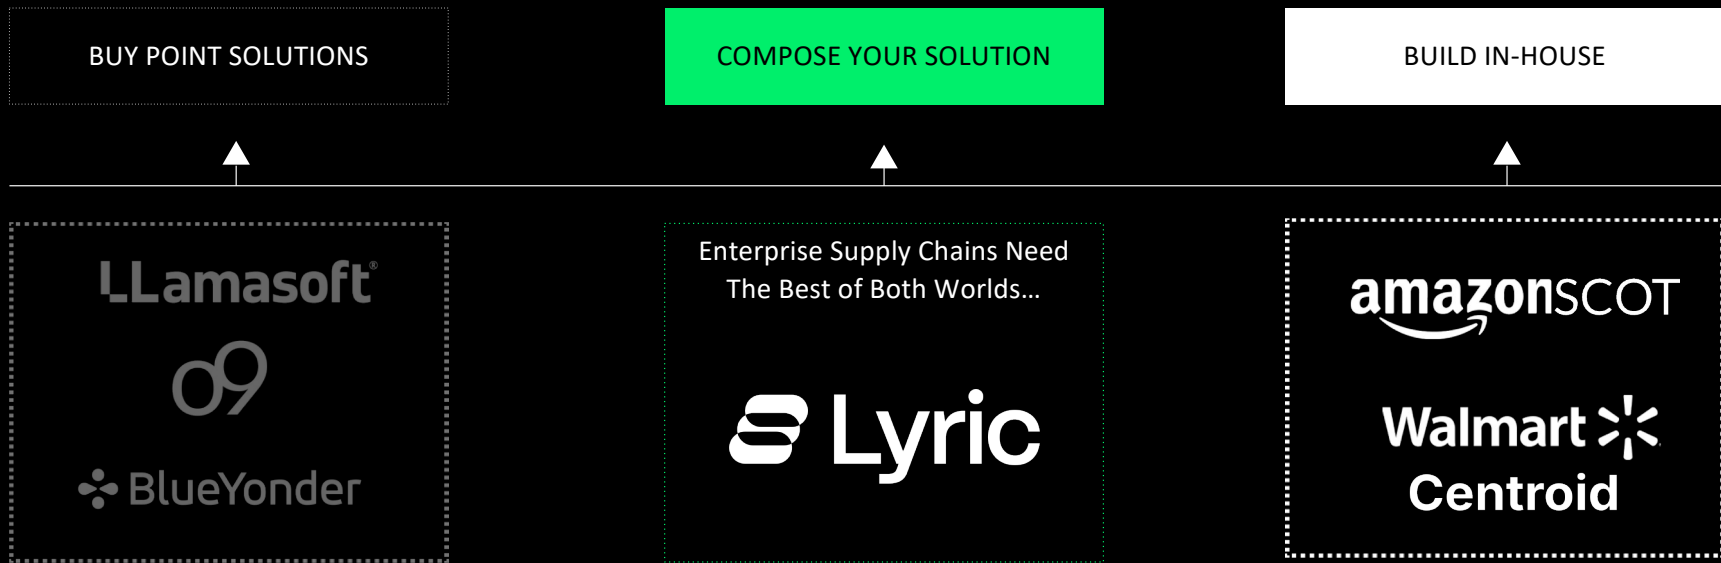 BUY POINT SOLUTIONS
COMPOSE YOUR SOLUTION
BUILD IN-HOUSE
LLamasoft®
o9
BlueYonder
Enterprise Supply Chains Need
The Best of Both Worlds...
Lyric
amazonSCOT
Walmart
Centroid